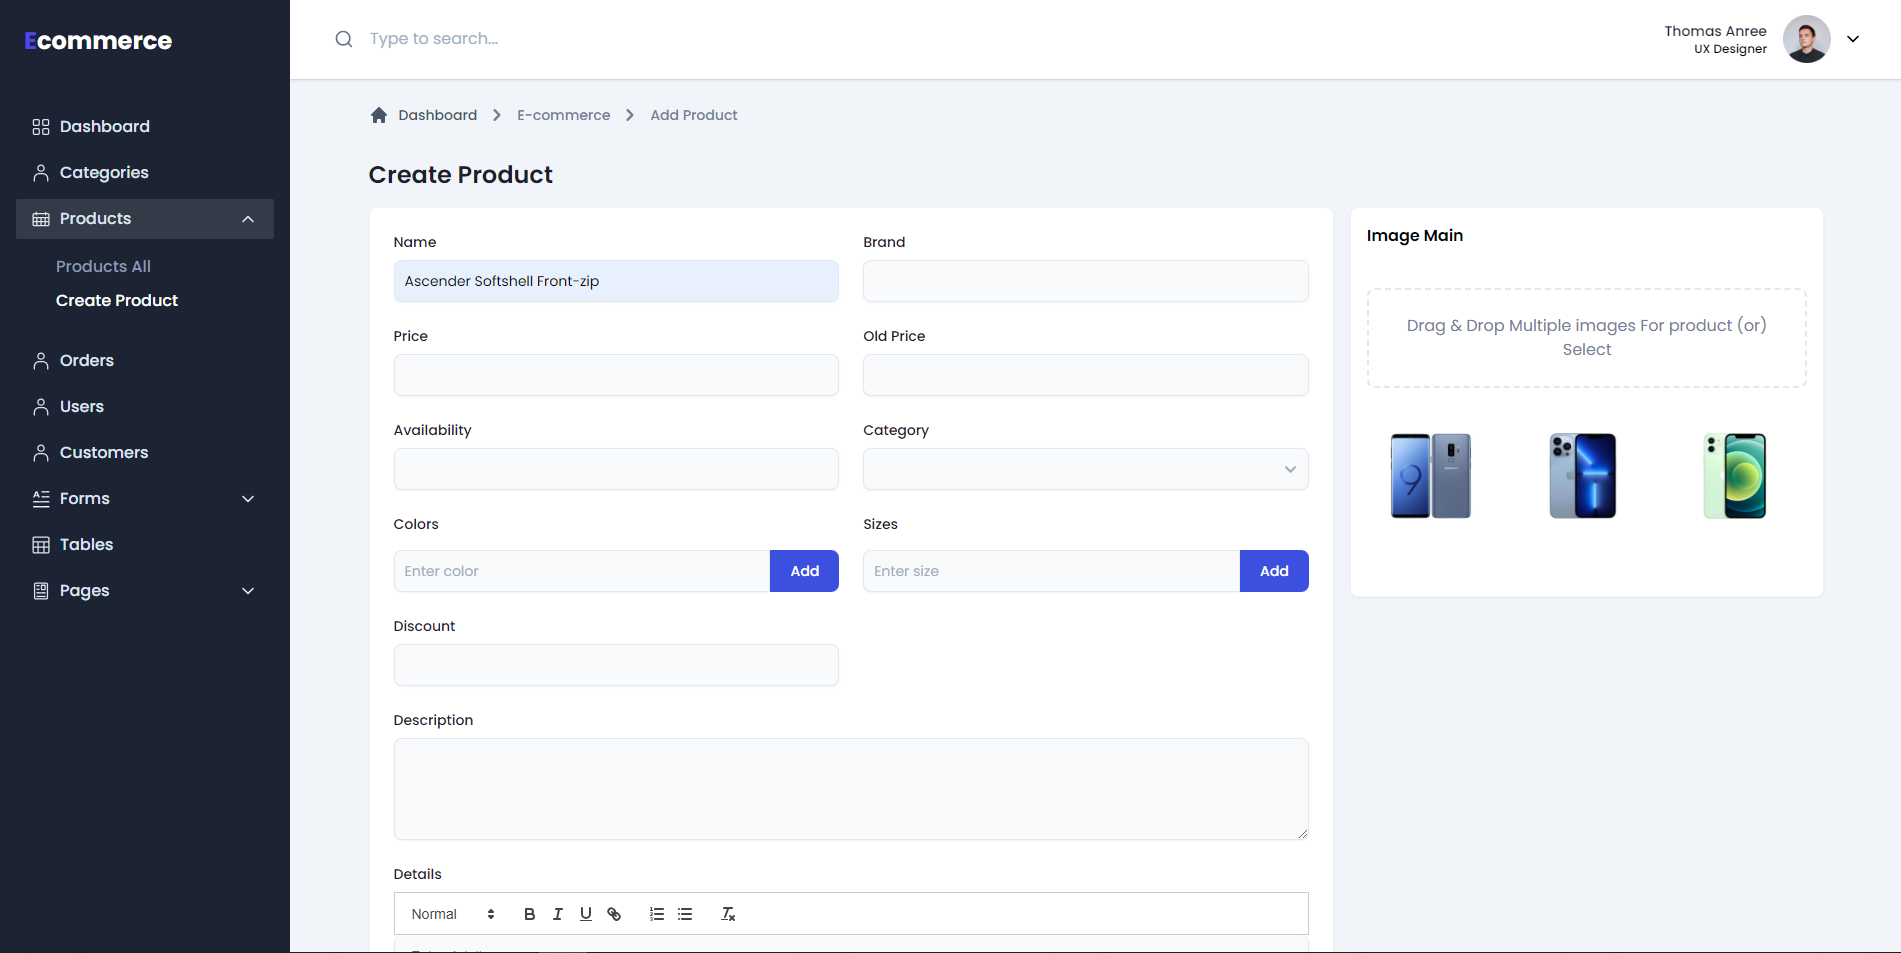 Ecommerce
Type to search...
Thomas Anree
UX Designer
Dashboard
Categories
Products
Products All
Create Product
Orders
Users
Customers
Forms
Tables
Pages
Dashboard E-commerce Add Product
Create Product
Name
Ascender Softshell Front-zip
Brand
Price
Old Price
Availability
Category
Colors
Enter color
Add
Sizes
Enter size
Add
Discount
Description
Details
Normal
Image Main
Drag & Drop Multiple images For product (or)
Select